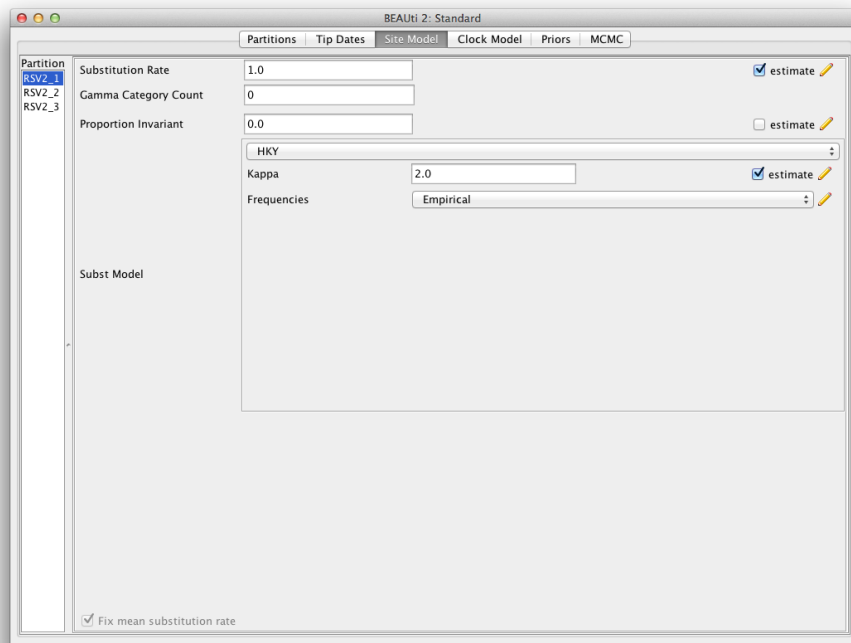 BEAUti 2: Standard
Partitions Tip Dates Site Model Clock Model Priors MCMC
Partition
RSV2_1
RSV2_2
RSV2_3
Substitution Rate 1.0 estimate
Gamma Category Count 0
Proportion Invariant 0.0 estimate
HKY
Kappa 2.0 estimate
Frequencies Empirical
Subst Model
Fix mean substitution rate